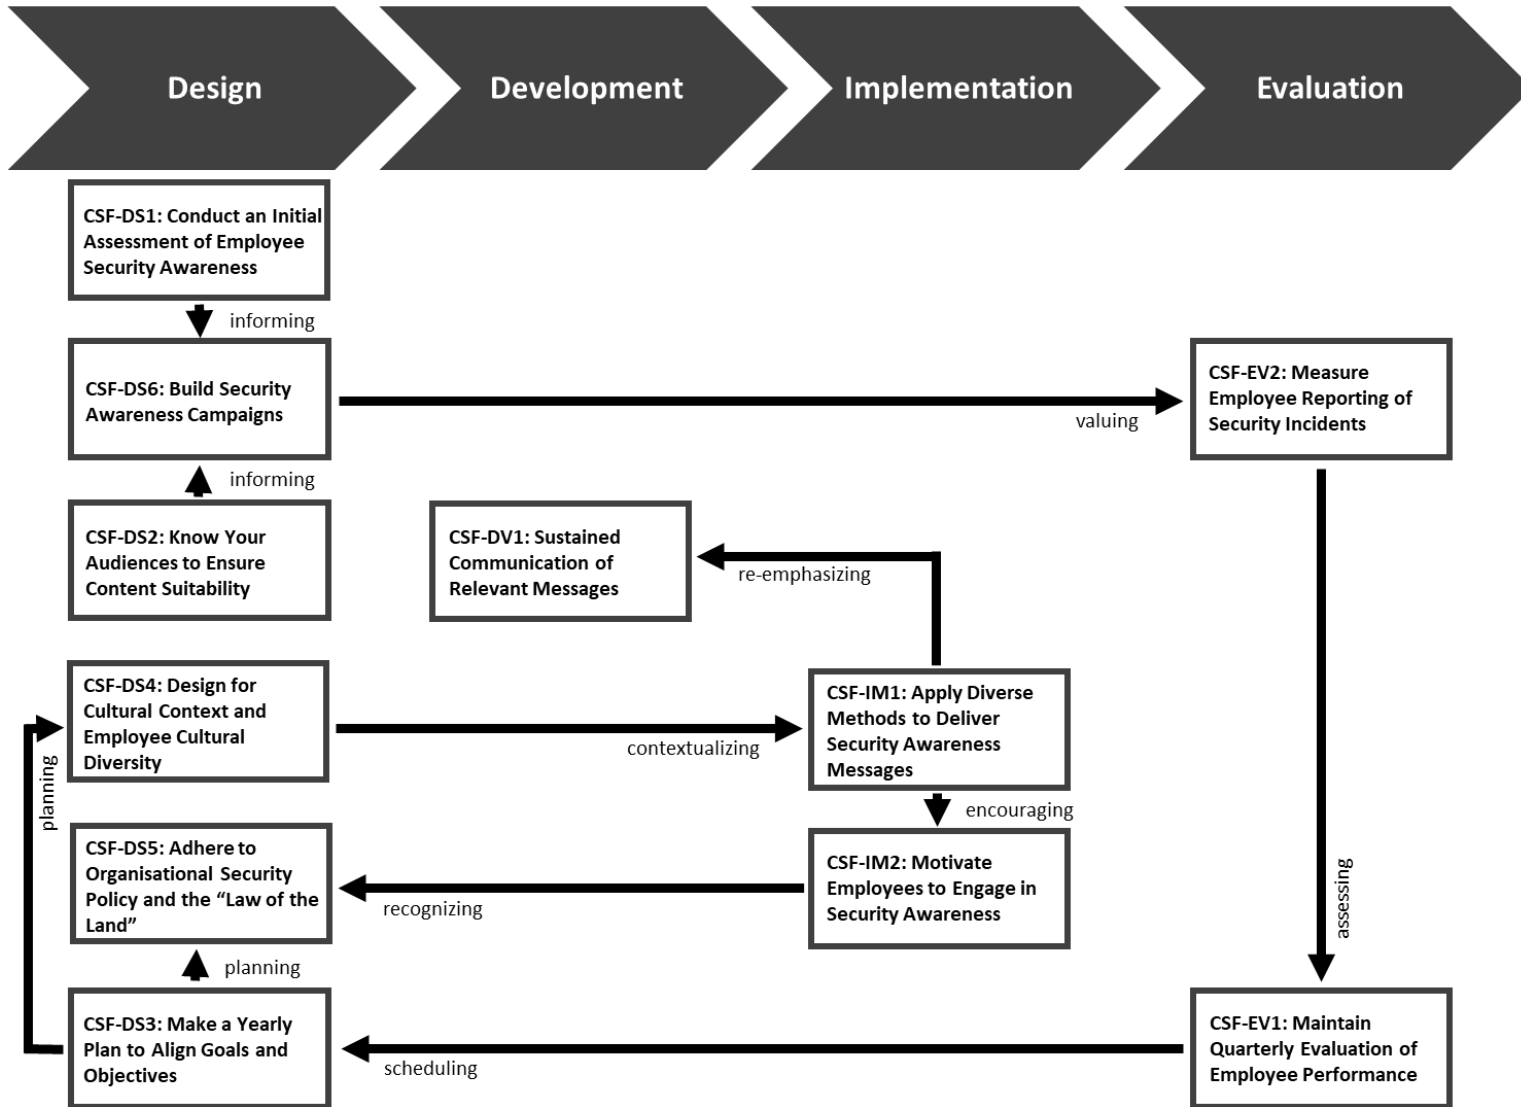 Design
Development
Implementation
Evaluation
CSF-DS1: Conduct an Initial
Assessment of Employee
Security Awareness
informing
CSF-DS6: Build Security
Awareness Campaigns
valuing
CSF-EV2: Measure
Employee Reporting of
Security Incidents
informing
CSF-DS2: Know Your
Audiences to Ensure
Content Suitability
CSF-DV1: Sustained
Communication of
Relevant Messages
re-emphasizing
CSF-DS4: Design for
Cultural Context and
Employee Cultural
Diversity
contextualizing
CSF-IM1: Apply Diverse
Methods to Deliver
Security Awareness
Messages
planning
encouraging
CSF-DS5: Adhere to
Organisational Security
Policy and the “Law of the
Land”
recognizing
CSF-IM2: Motivate
Employees to Engage in
Security Awareness
assessing
planning
CSF-DS3: Make a Yearly
Plan to Align Goals and
Objectives
scheduling
CSF-EV1: Maintain
Quarterly Evaluation of
Employee Performance